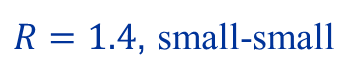 R = 1.4, small-small